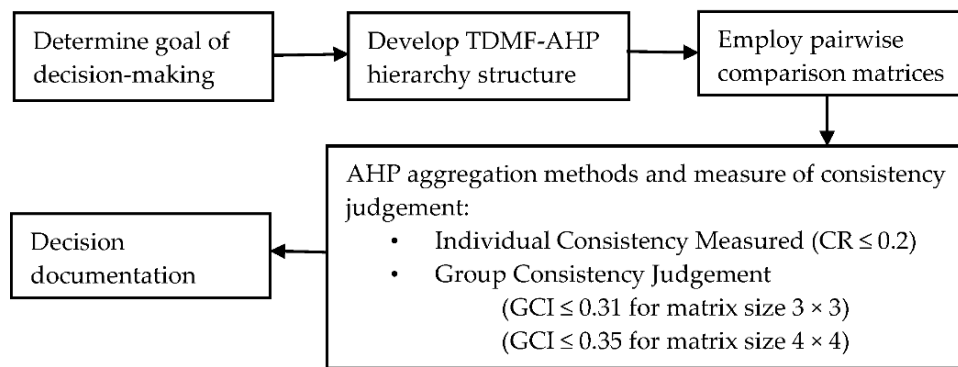 Determine goal of
decision-making
Develop TDMF-AHP
hierarchy structure
Employ pairwise
comparison matrices
AHP aggregation methods and measure of consistency
judgement:
• Individual Consistency Measured (CR ≤ 0.2)
• Group Consistency Judgement
(GCI ≤ 0.31 for matrix size 3 × 3)
(GCI ≤ 0.35 for matrix size 4 × 4)
Decision
documentation